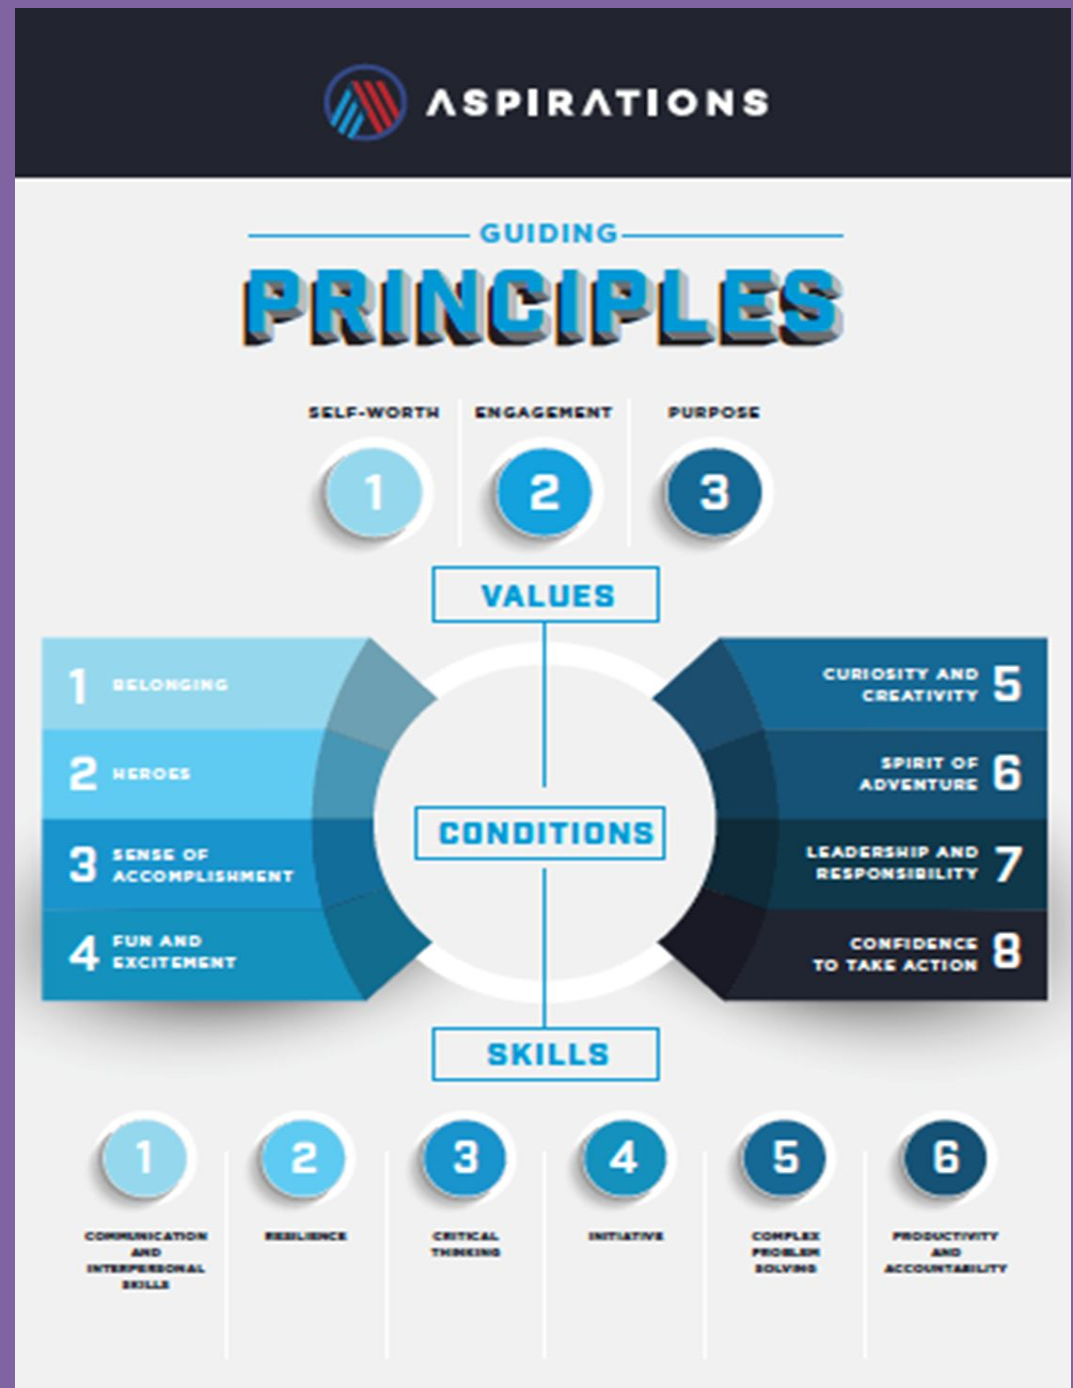 ASPIRATIONS
GUIDING
PRINCIPLES
SELF-WORTH
ENGAGEMENT
PURPOSE
1
2
3
VALUES
1 BELONGING
2 HEROES
3 SENSE OF
ACCOMPLISHMENT
4 FUN AND
EXCITEMENT
CONDITIONS
CURIOSITY AND
CREATIVITY 5
SPIRIT OF
ADVENTURE 6
LEADERSHIP AND
RESPONSIBILITY 7
CONFIDENCE
TO TAKE ACTION 8
SKILLS
1
COMMUNICATION
AND
INTERPERSONAL
SKILLS
2
RESILIENCE
3
CRITICAL
THINKING
4
INITIATIVE
5
COMPLEX
PROBLEM
SOLVING
6
PRODUCTIVITY
AND
ACCOUNTABILITY